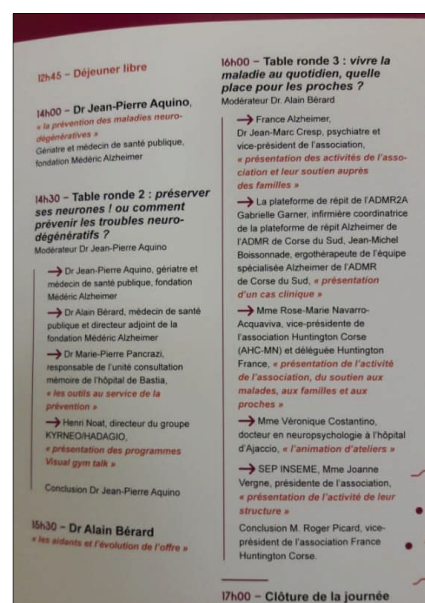 12h45 – Déjeuner libre
14h00 – Dr Jean-Pierre Aquino,
« la prévention des maladies neuro-
dégénératives »
Gériatre et médecin de santé publique,
fondation Médéric Alzheimer
14h30 – Table ronde 2 : préserver
ses neurones ! ou comment
prévenir les troubles neuro-
dégénératifs ?
Modérateur Dr Jean-Pierre Aquino
→ Dr Jean-Pierre Aquino, gériatre et
médecin de santé publique, fondation
Médéric Alzheimer
→ Dr Alain Bérard, médecin de santé
publique et directeur adjoint de la
fondation Médéric Alzheimer
→ Dr Marie-Pierre Pancrazi,
responsable de l'unité consultation
mémoire de l'hôpital de Bastia,
« les outils au service de la
prévention »
→ Henri Noat, directeur du groupe
KYRNEO/HADAGIO,
« présentation des programmes
Visual gym talk »
Conclusion Dr Jean-Pierre Aquino
15h30 – Dr Alain Bérard
« les aidants et l'évolution de l'offre »
16h00 – Table ronde 3 : vivre la
maladie au quotidien, quelle
place pour les proches ?
Modérateur Dr. Alain Bérard
→ France Alzheimer,
Dr Jean-Marc Cresp, psychiatre et
vice-président de l'association,
« présentation des activités de l'asso-
ciation et leur soutien auprès
des familles »
→ La plateforme de répit de l'ADMR2A
Gabrielle Garner, infirmière coordinatrice
de la plateforme de répit Alzheimer de
l'ADMR de Corse du Sud, Jean-Michel
Boissonnade, ergothérapeute de l'équipe
spécialisée Alzheimer de l'ADMR
de Corse du Sud, « présentation
d'un cas clinique »
→ Mme Rose-Marie Navarro-
Acquaviva, vice-présidente de
l'association Huntington Corse
(AHC-MN) et déléguée Huntington
France, « présentation de l'activité
de l'association, du soutien aux
malades, aux familles et aux
proches »
→ Mme Véronique Costantino,
docteur en neuropsychologie à l'hôpital
d'Ajaccio, « l'animation d'ateliers »
→ SEP INSEME, Mme Joanne
Vergne, présidente de l'association,
« présentation de l'activité de leur
structure »
Conclusion M. Roger Picard, vice-
président de l'association France
Huntington Corse.
17h00 – Clôture de la journée